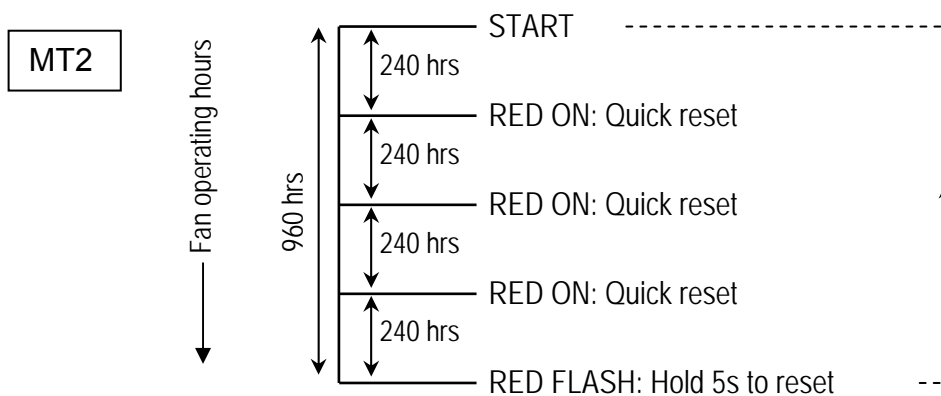 MT2
Fan operating hours
960 hrs
START
240 hrs
RED ON: Quick reset
240 hrs
RED ON: Quick reset
240 hrs
RED ON: Quick reset
240 hrs
RED FLASH: Hold 5s to reset